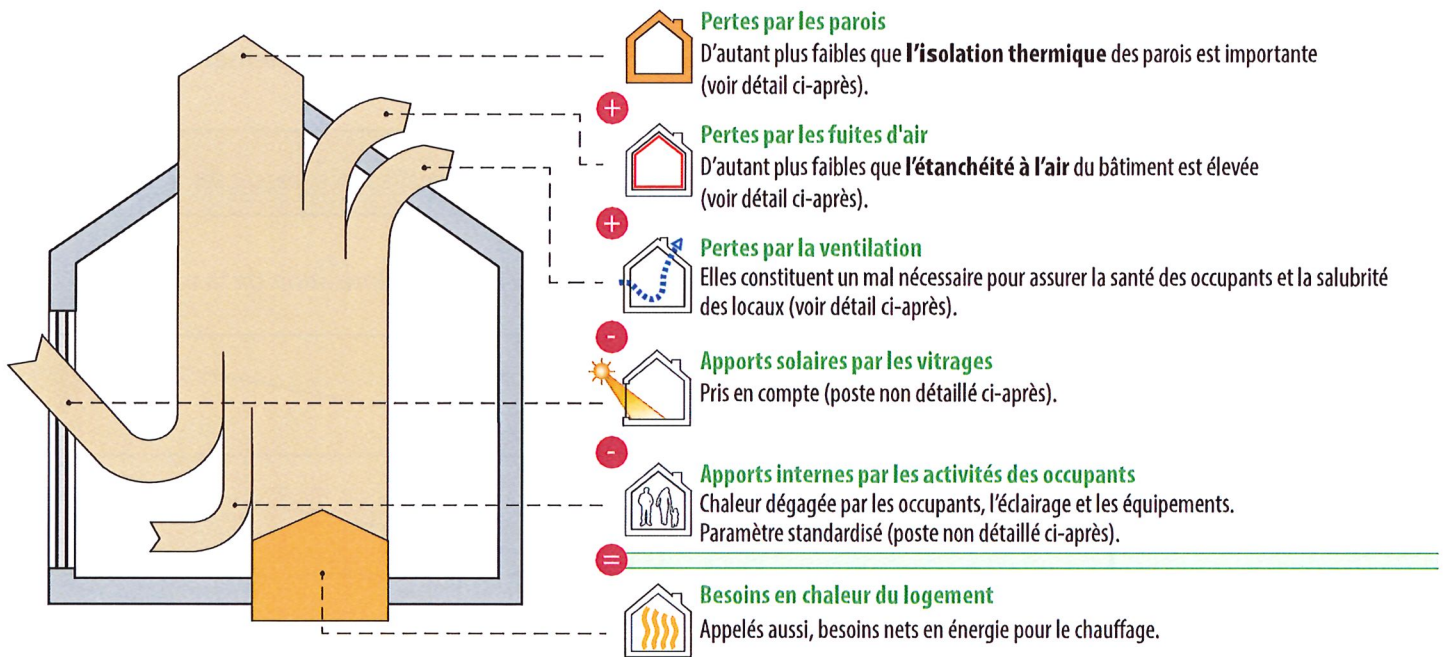 Pertes par les parois
D'autant plus faibles que l'isolation thermique des parois est importante
(voir détail ci-après).
+
Pertes par les fuites d'air
D'autant plus faibles que l'étanchéité à l'air du bâtiment est élevée
(voir détail ci-après).
+
Pertes par la ventilation
Elles constituent un mal nécessaire pour assurer la santé des occupants et la salubrité
des locaux (voir détail ci-après).
-
Apports solaires par les vitrages
Pris en compte (poste non détaillé ci-après).
-
Apports internes par les activités des occupants
Chaleur dégagée par les occupants, l'éclairage et les équipements.
Paramètre standardisé (poste non détaillé ci-après).
=
Besoins en chaleur du logement
Appelés aussi, besoins nets en énergie pour le chauffage.